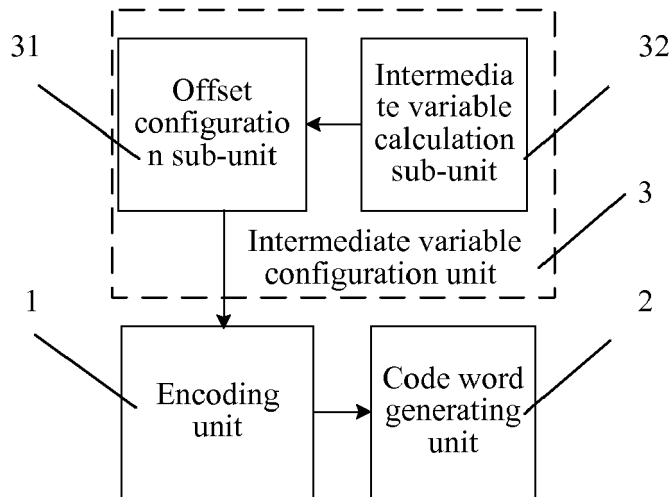 31
32
Offset
configuratio
n sub-unit
Intermedia
te variable
calculation
sub-unit
3
Intermediate variable
configuration unit
1
2
Encoding
unit
Code word
generating
unit